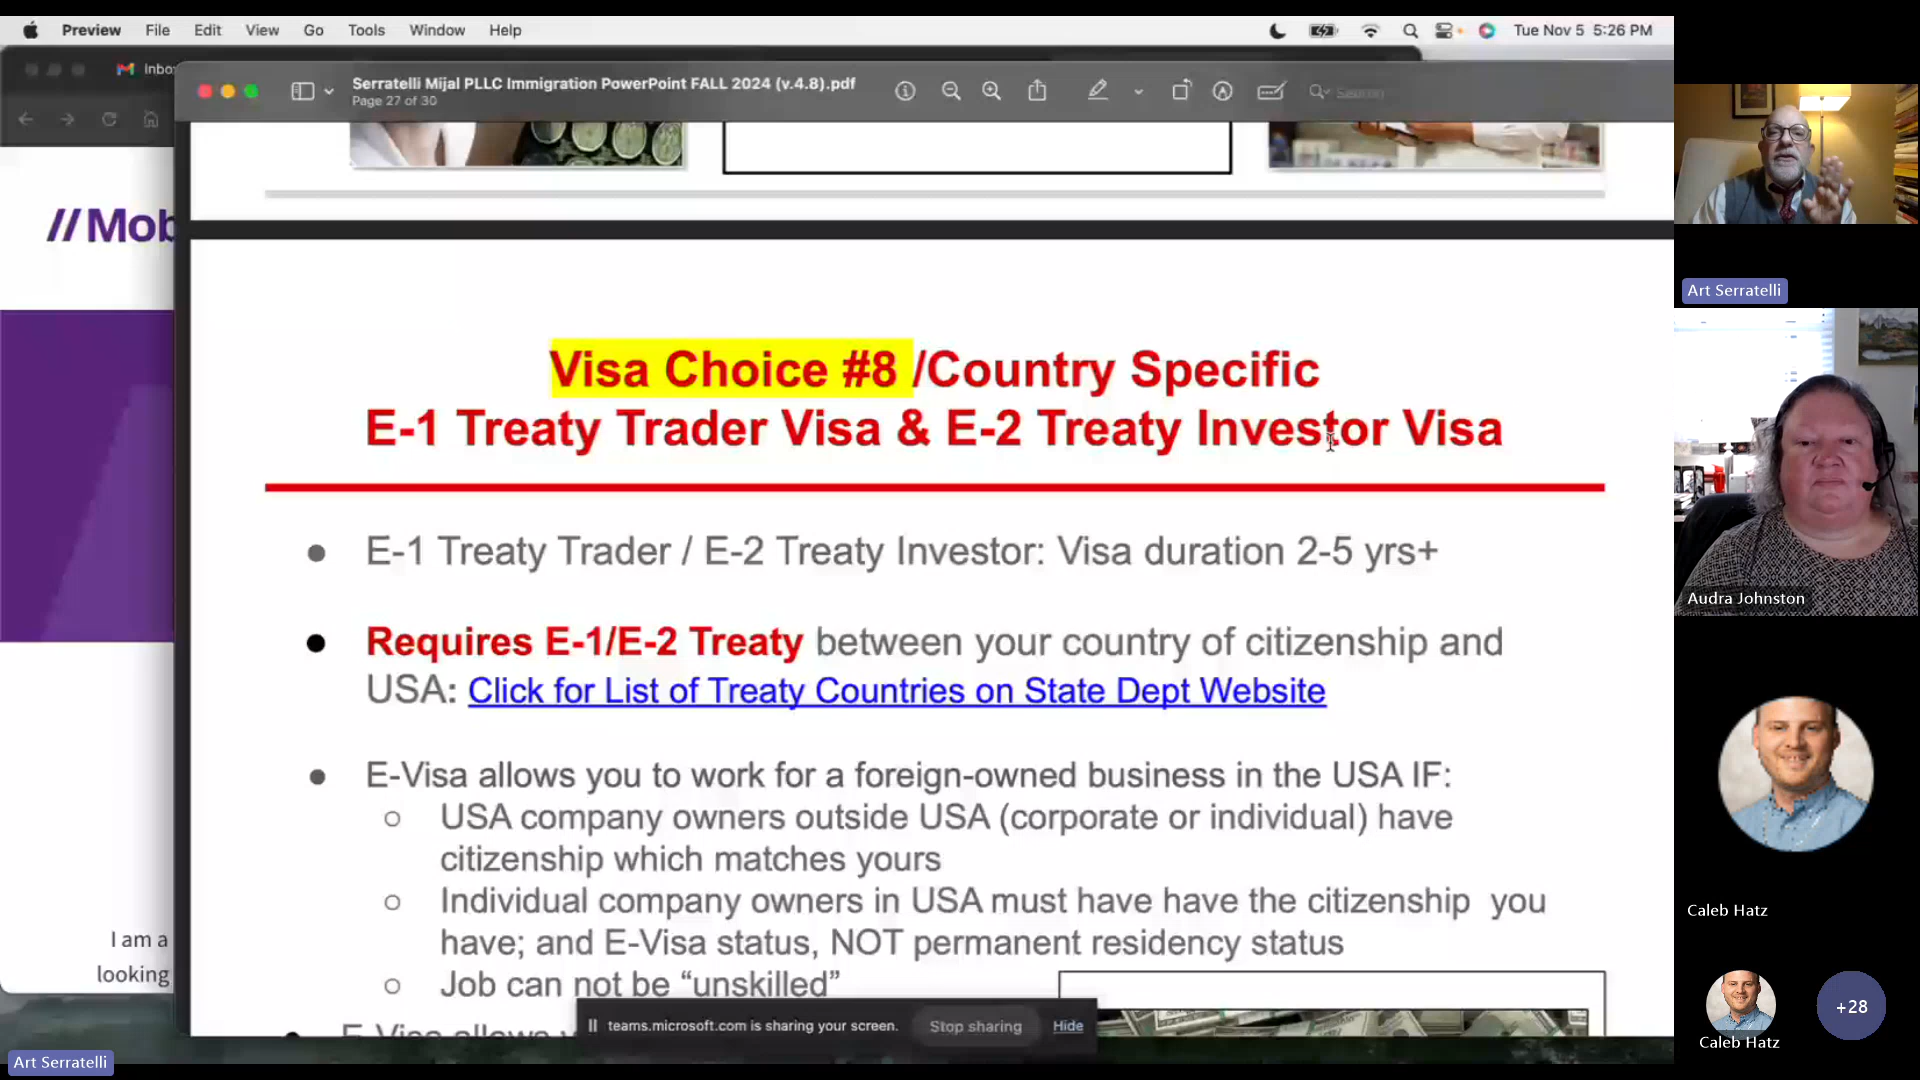 Preview File Edit View Go Tools Window Help
Tue Nov 5 5:26 PM
Inbo
Serratelli Mijal PLLC Immigration PowerPoint FALL 2024 (v.4.8).pdf
Page 27 of 30
Search
//Mob
Visa Choice #8 /Country Specific
E-1 Treaty Trader Visa & E-2 Treaty Investor Visa
● E-1 Treaty Trader / E-2 Treaty Investor: Visa duration 2-5 yrs+
● Requires E-1/E-2 Treaty between your country of citizenship and
USA: Click for List of Treaty Countries on State Dept Website
● E-Visa allows you to work for a foreign-owned business in the USA IF:
○ USA company owners outside USA (corporate or individual) have
citizenship which matches yours
○ Individual company owners in USA must have have the citizenship you
have; and E-Visa status, NOT permanent residency status
○ Job can not be “unskilled”
E-Visa allows
I am a
looking
teams.microsoft.com is sharing your screen. Stop sharing Hide
Art Serratelli
Art Serratelli
Audra Johnston
Caleb Hatz
Caleb Hatz
+28